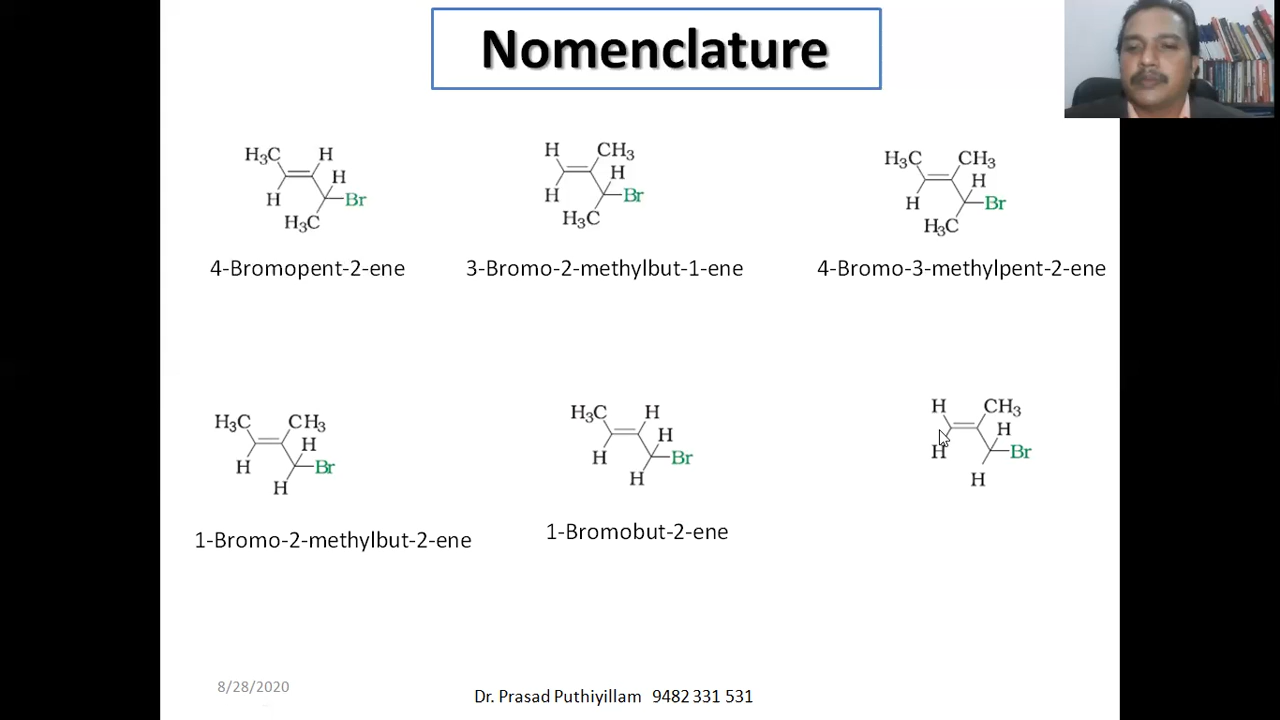 Nomenclature
H₃C H
H
H Br
H₃C
4-Bromopent-2-ene
H CH₃
H
H Br
H₃C
3-Bromo-2-methylbut-1-ene
H₃C CH₃
H
H Br
H₃C
4-Bromo-3-methylpent-2-ene
H₃C CH₃
H
H Br
H
1-Bromo-2-methylbut-2-ene
H₃C H
H
H Br
H
1-Bromobut-2-ene
H CH₃
H
H Br
H
8/28/2020
Dr. Prasad Puthiyillam 9482 331 531